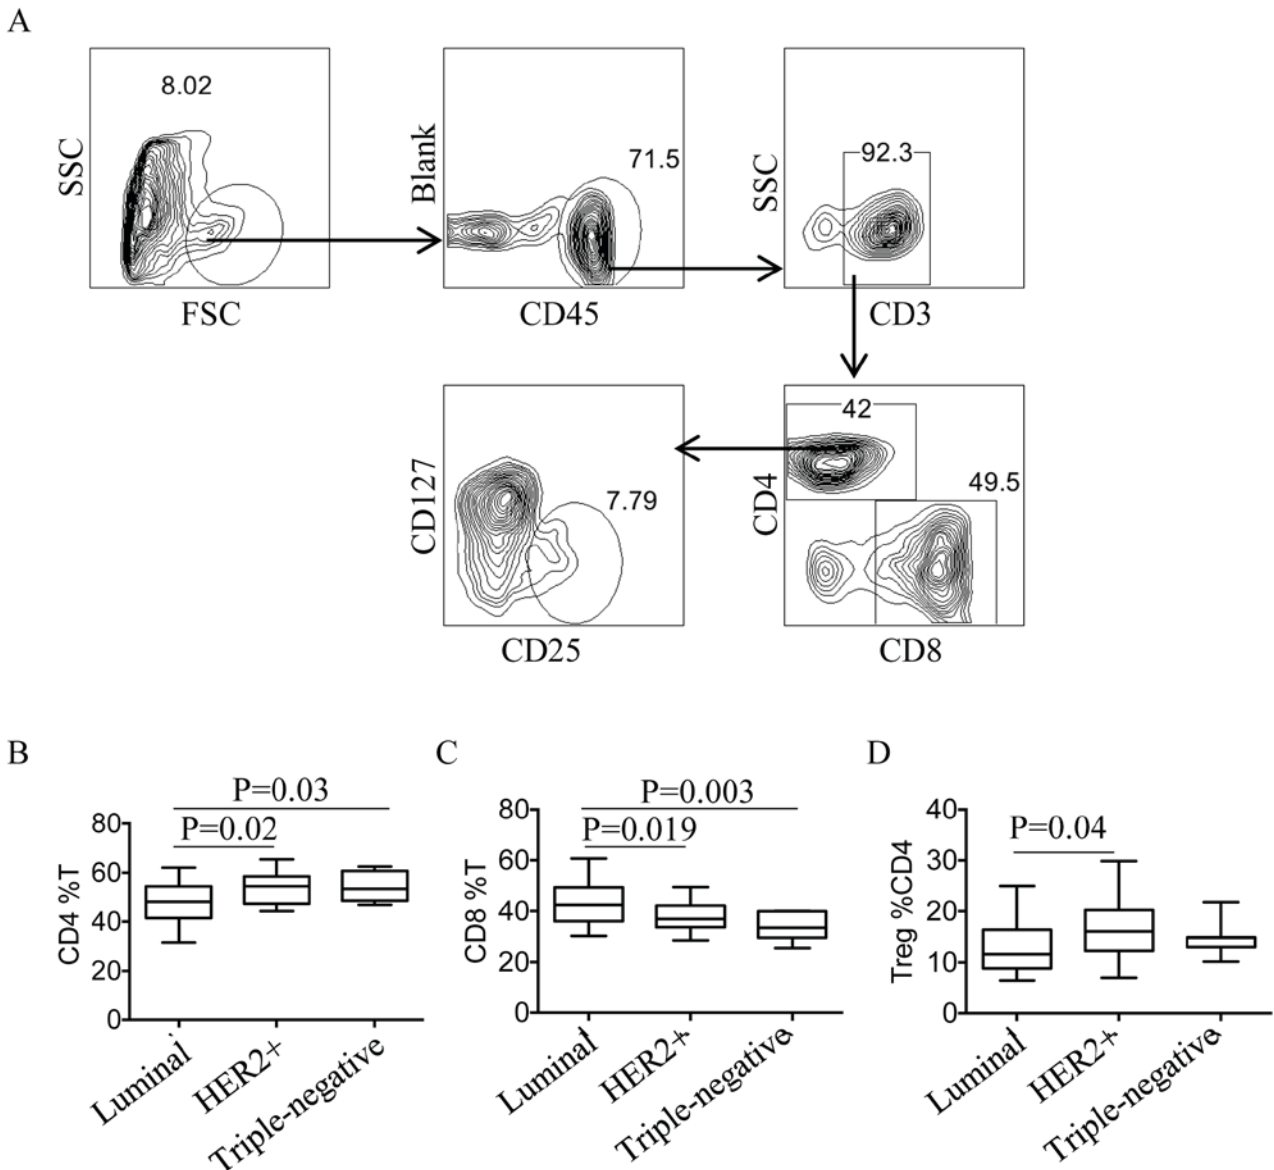 A
8.02
SSC
FSC
71.5
Blank
CD45
92.3
SSC
CD3
7.79
CD127
CD25
42
49.5
CD4
CD8
B
P=0.03
P=0.02
CD4 %T
80
60
40
20
0
Luminal
HER2+
Triple-negative
C
P=0.003
P=0.019
CD8 %T
80
60
40
20
0
Luminal
HER2+
Triple-negative
D
P=0.04
Treg %CD4
40
30
20
10
0
Luminal
HER2+
Triple-negative